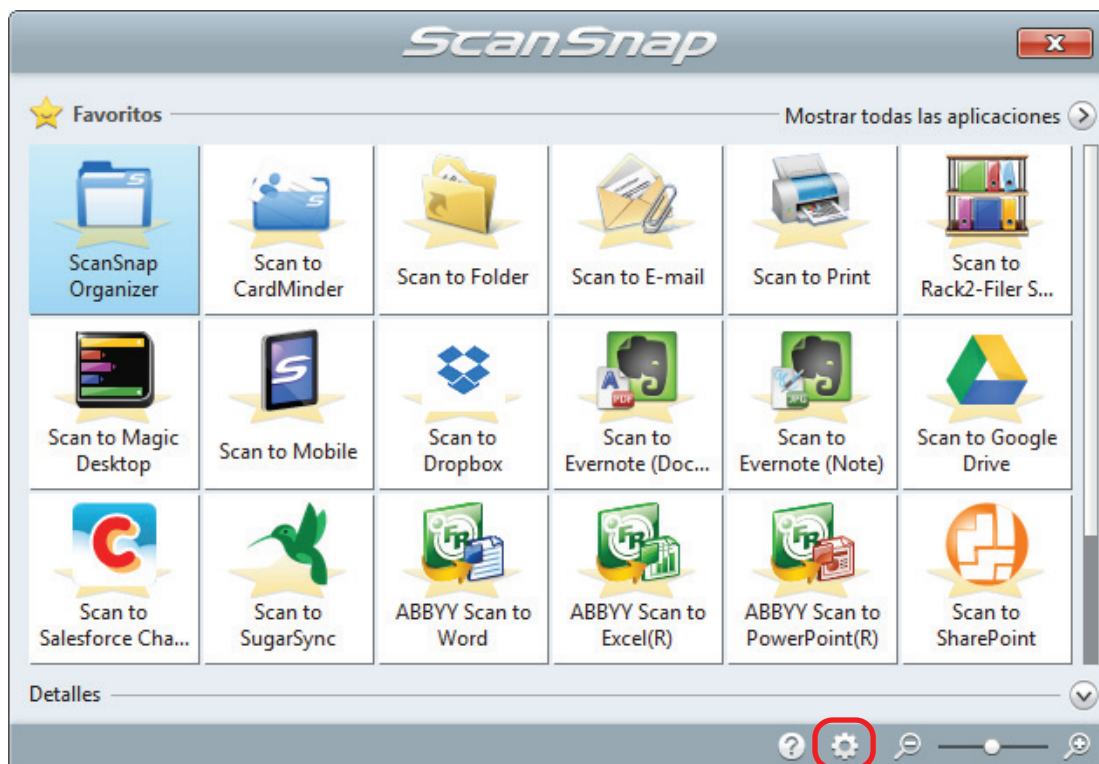 ScanSnap
Favoritos
Mostrar todas las aplicaciones
ScanSnap
Organizer
Scan to
CardMinder
Scan to Folder
Scan to E-mail
Scan to Print
Scan to
Rack2-Filer S...
Scan to Magic
Desktop
Scan to Mobile
Scan to
Dropbox
Scan to
Evernote (Doc...
Scan to
Evernote (Note)
Scan to Google
Drive
Scan to
Salesforce Cha...
Scan to
SugarSync
ABBYY Scan to
Word
ABBYY Scan to
Excel(R)
ABBYY Scan to
PowerPoint(R)
Scan to
SharePoint
Detalles